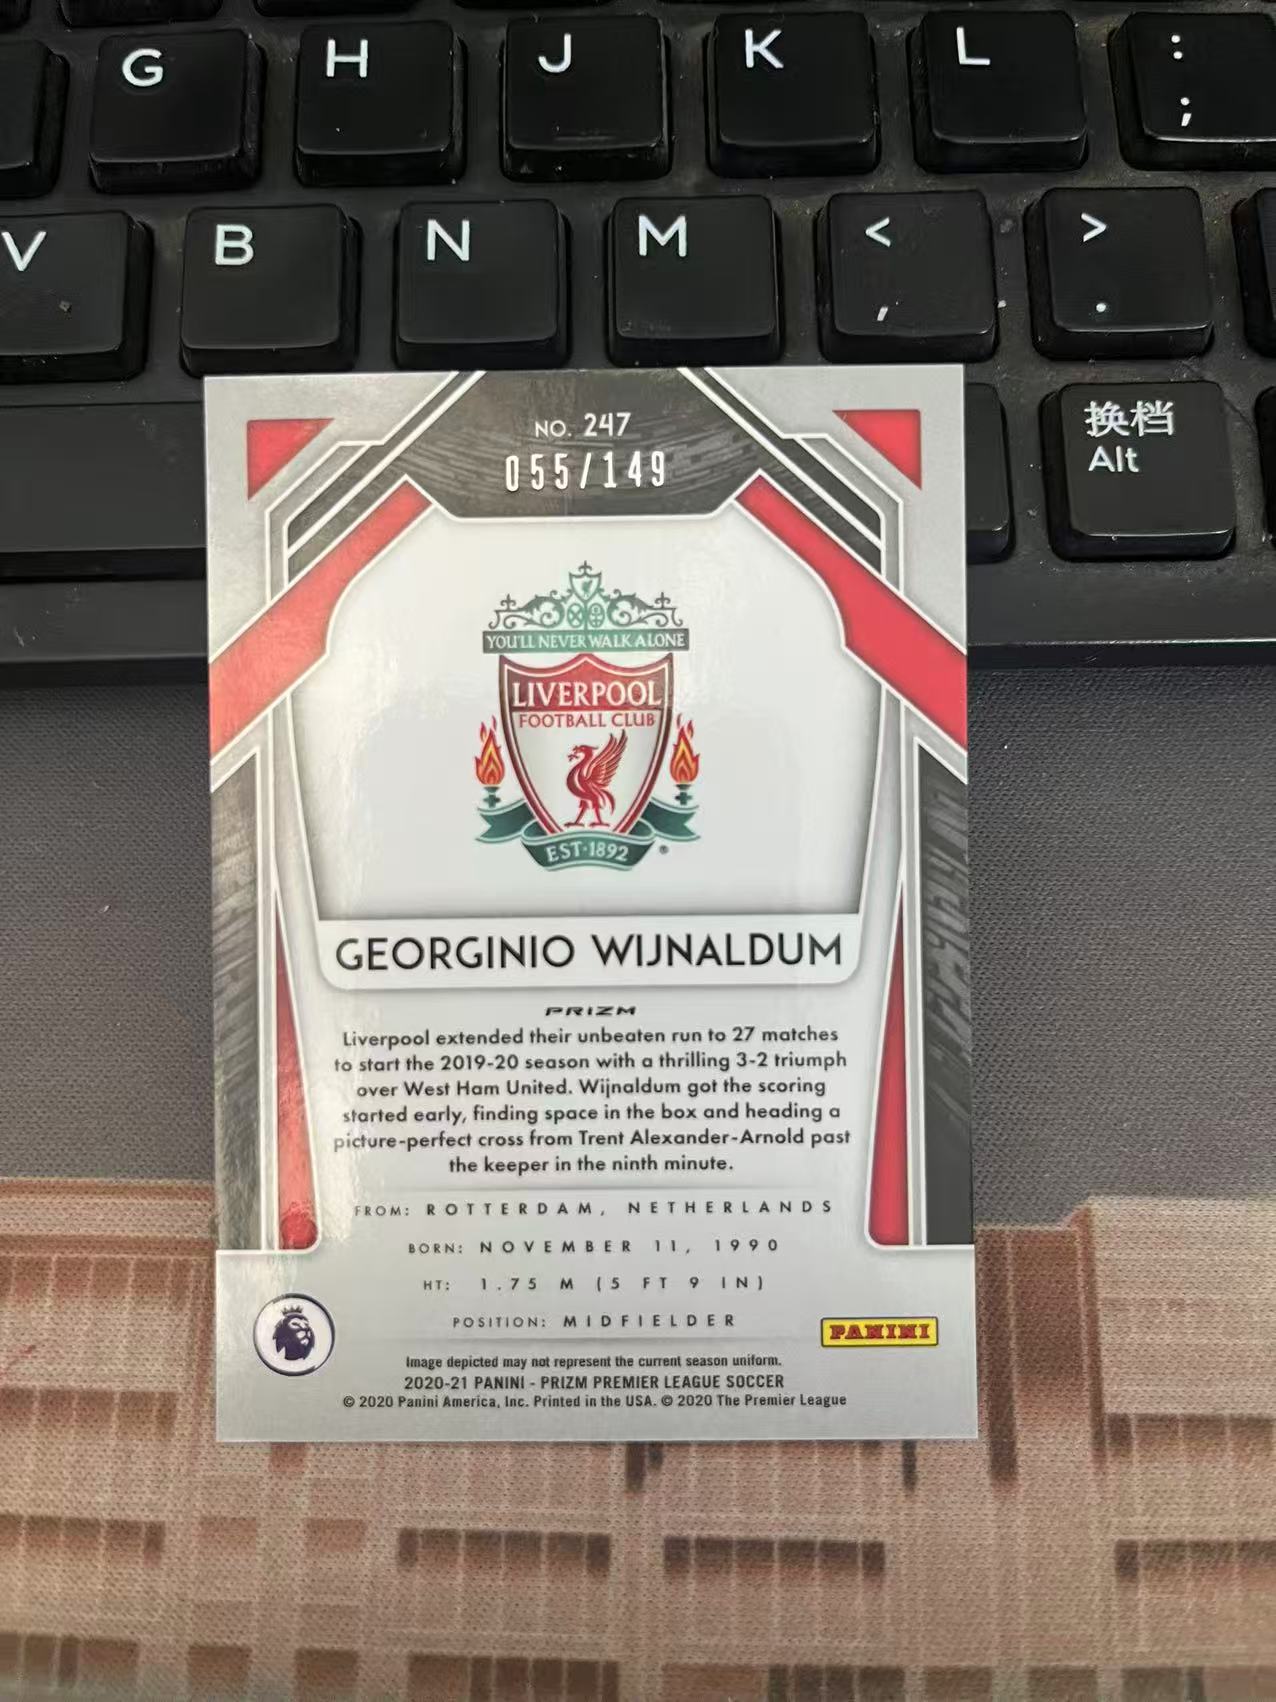 G H J K L :
;
V B N M < >
, .
换档
Alt
NO. 247
055/149
YOU'LL NEVER WALK ALONE
LIVERPOOL
FOOTBALL CLUB
EST·1892 ®
GEORGINIO WIJNALDUM
PRIZM
Liverpool extended their unbeaten run to 27 matches
to start the 2019-20 season with a thrilling 3-2 triumph
over West Ham United. Wijnaldum got the scoring
started early, finding space in the box and heading a
picture-perfect cross from Trent Alexander-Arnold past
the keeper in the ninth minute.
FROM: ROTTERDAM, NETHERLANDS
BORN: NOVEMBER 11, 1990
HT: 1.75 M (5 FT 9 IN)
POSITION: MIDFIELDER
PANINI
Image depicted may not represent the current season uniform.
2020-21 PANINI - PRIZM PREMIER LEAGUE SOCCER
© 2020 Panini America, Inc. Printed in the USA. © 2020 The Premier League